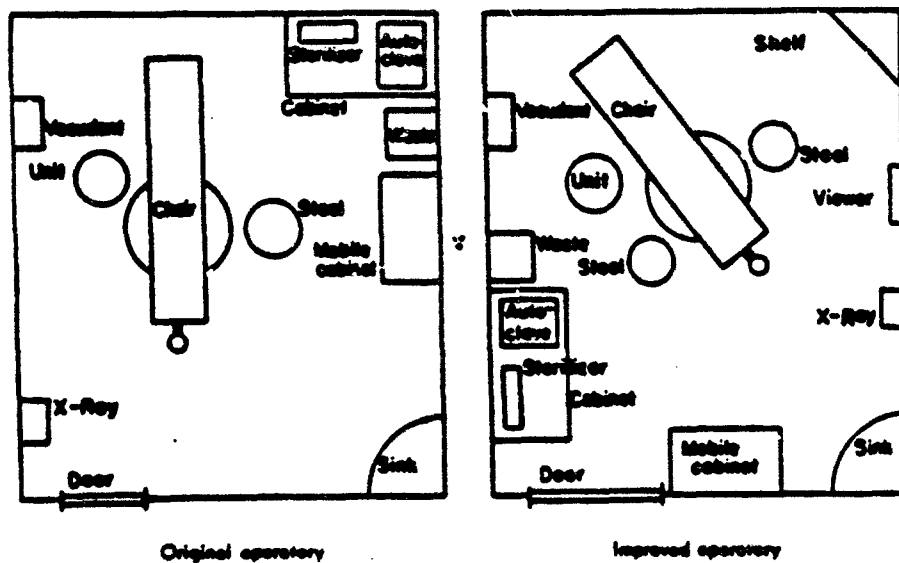 Sterilizer
Auto-
clave
Cabinet
Vacudent
Waste
Unit
Chair
Stool
Mobile
cabinet
X-Ray
Sink
Door
Original operatory
Shelf
Chair
Vacudent
Stool
Unit
Viewer
Waste
Stool
Auto-
clave
X-Ray
Sterilizer
Cabinet
Mobile
cabinet
Sink
Door
Improved operatory